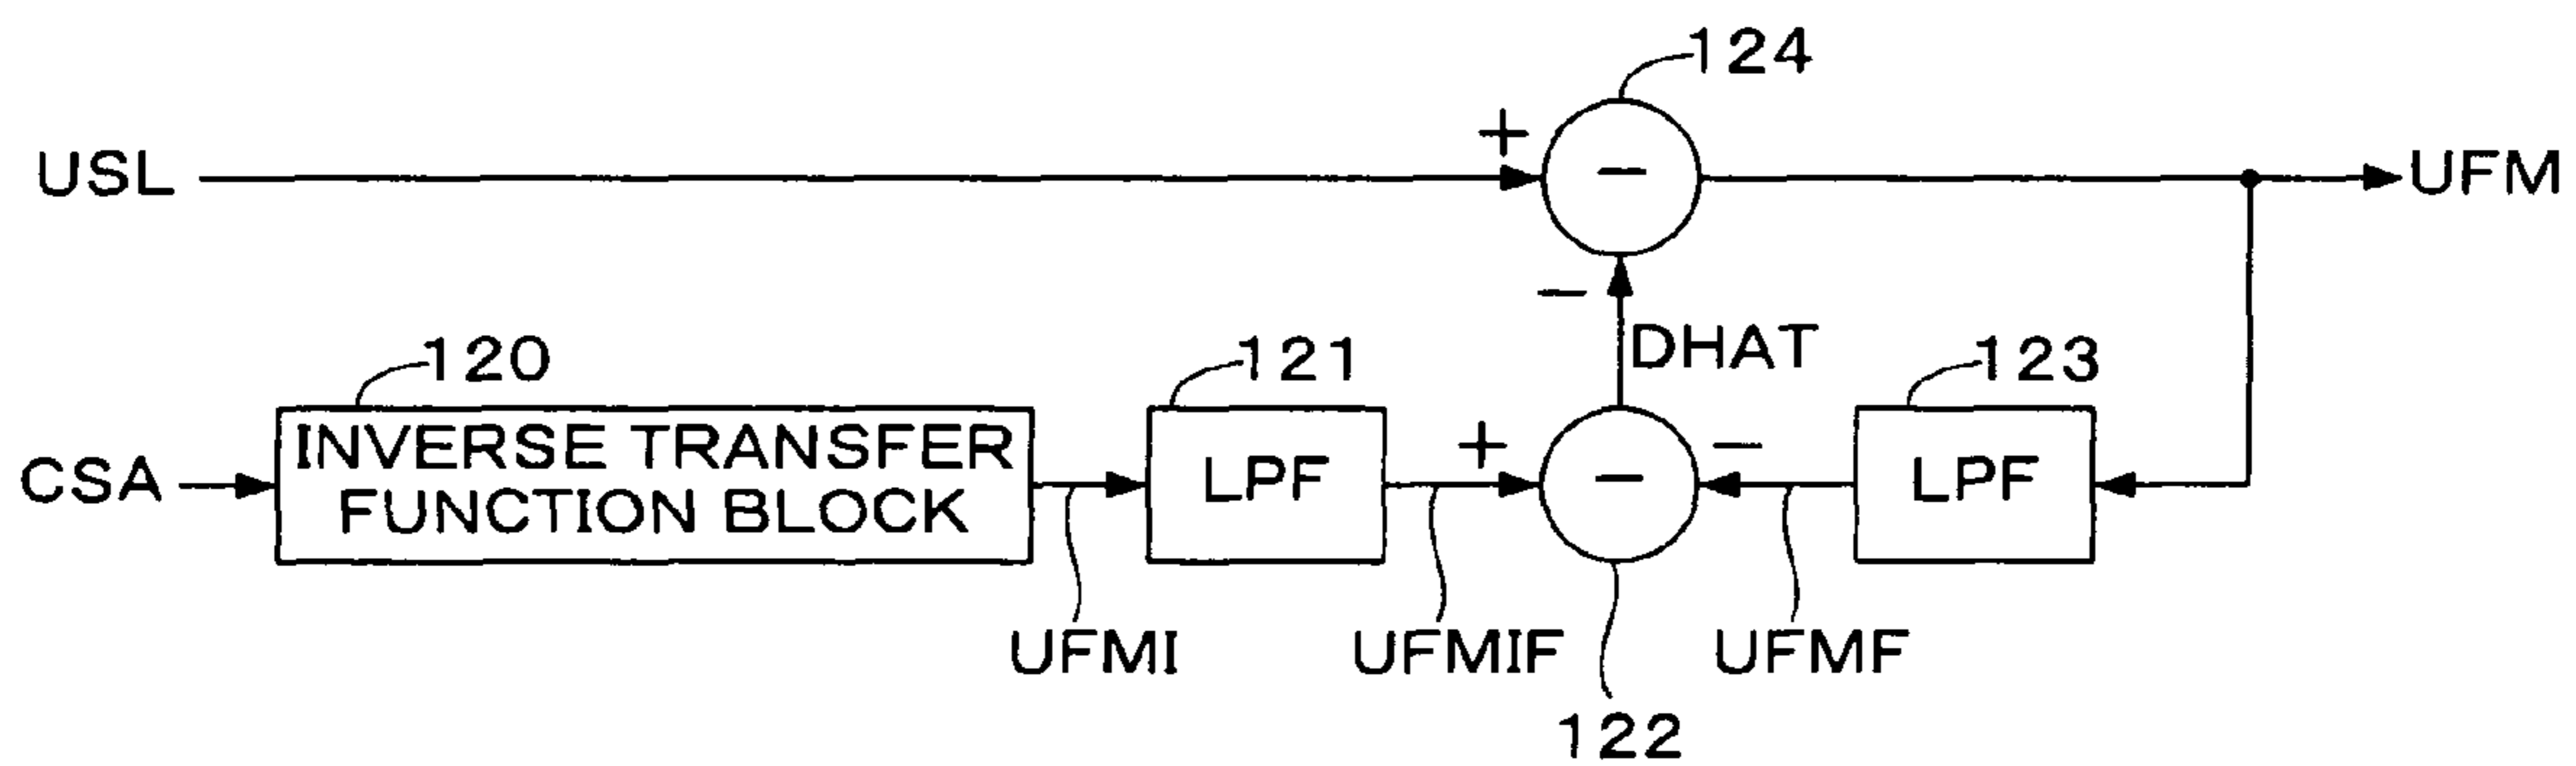 124
+
USL
−
UFM
−
DHAT
120
121
123
CSA
INVERSE TRANSFER
FUNCTION BLOCK
LPF
+
−
−
LPF
UFMI
UFMIF
UFMF
122